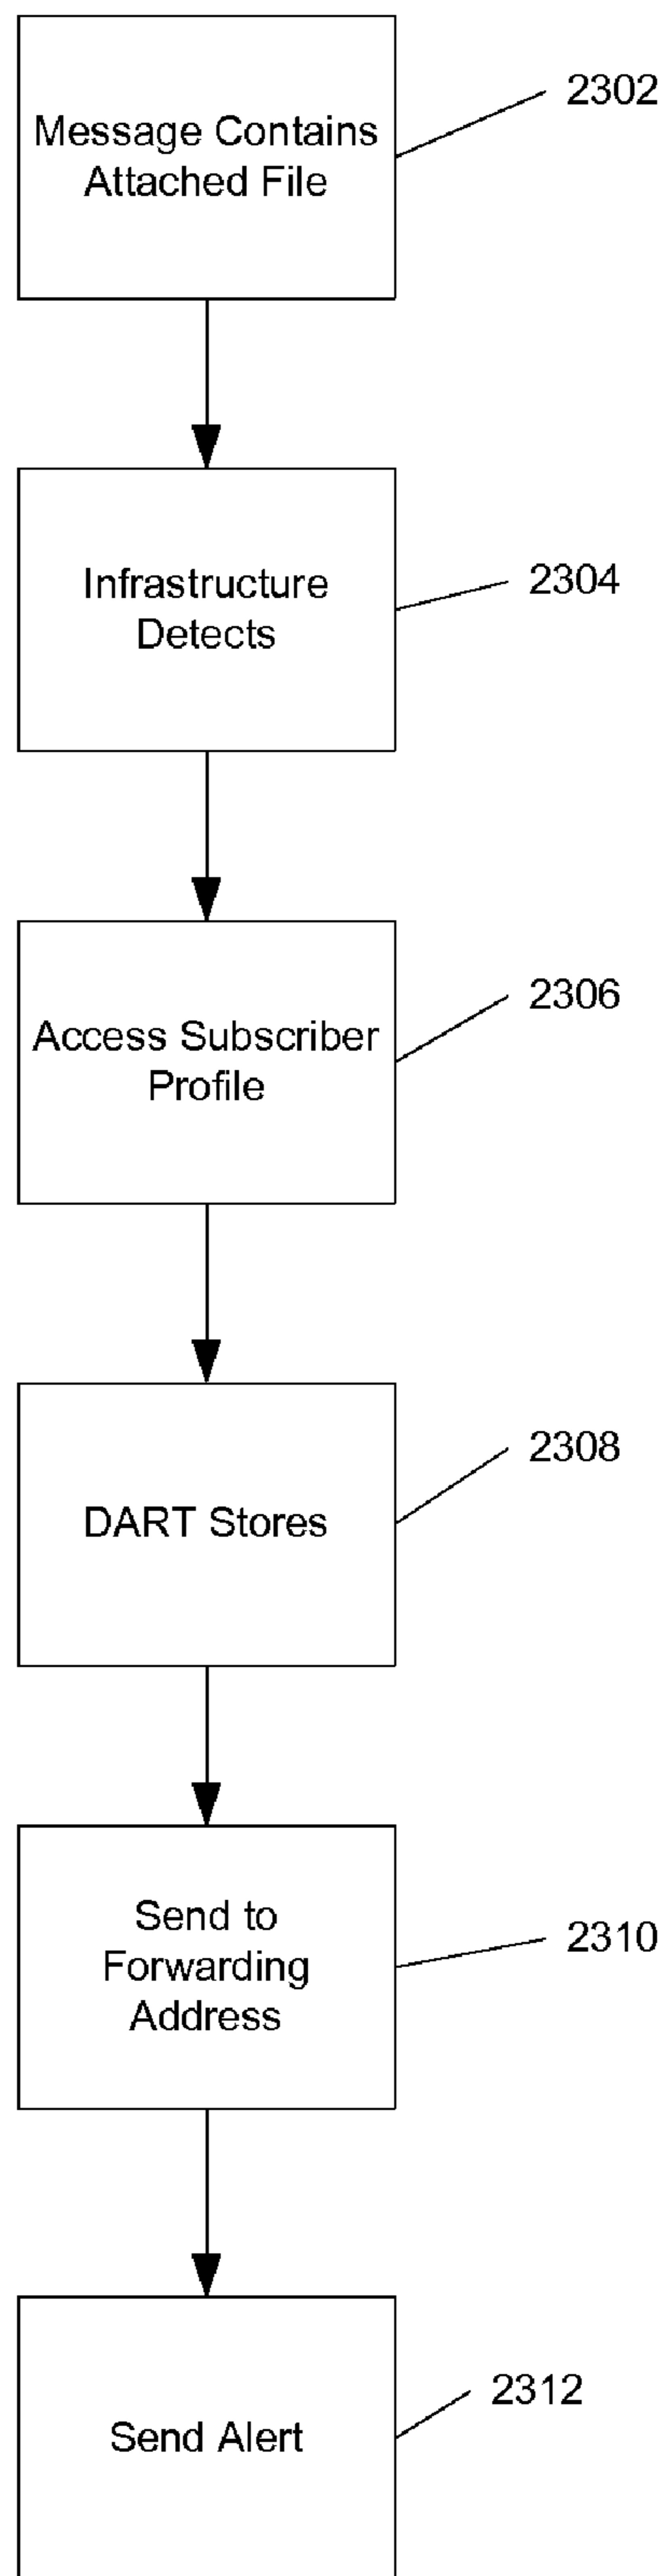 Message Contains
Attached File
2302
Infrastructure
Detects
2304
Access Subscriber
Profile
2306
DART Stores
2308
Send to
Forwarding
Address
2310
Send Alert
2312